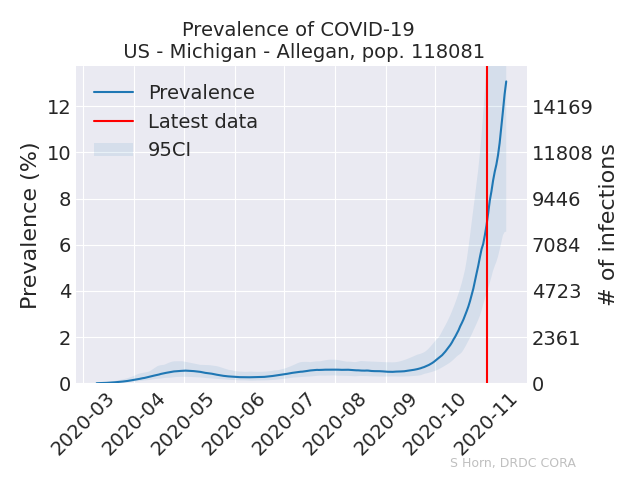 Prevalence of COVID-19
US - Michigan - Allegan, pop. 118081
Prevalence
Latest data
95CI
Prevalence (%)
12
10
8
6
4
2
0
14169
11808
9446
7084
4723
2361
0
# of infections
2020-03
2020-04
2020-05
2020-06
2020-07
2020-08
2020-09
2020-10
2020-11
S Horn, DRDC CORA